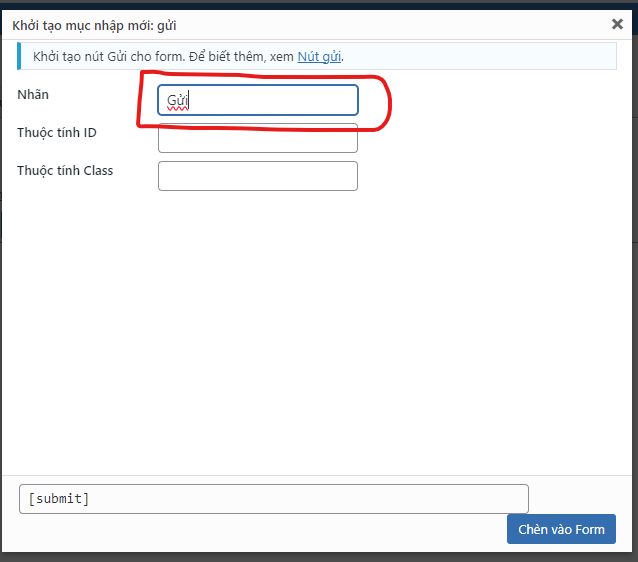 Khởi tạo mục nhập mới: gửi
Khởi tạo nút Gửi cho form. Để biết thêm, xem Nút gửi.
Nhãn
Gửi
Thuộc tính ID
Thuộc tính Class
[submit]
Chèn vào Form